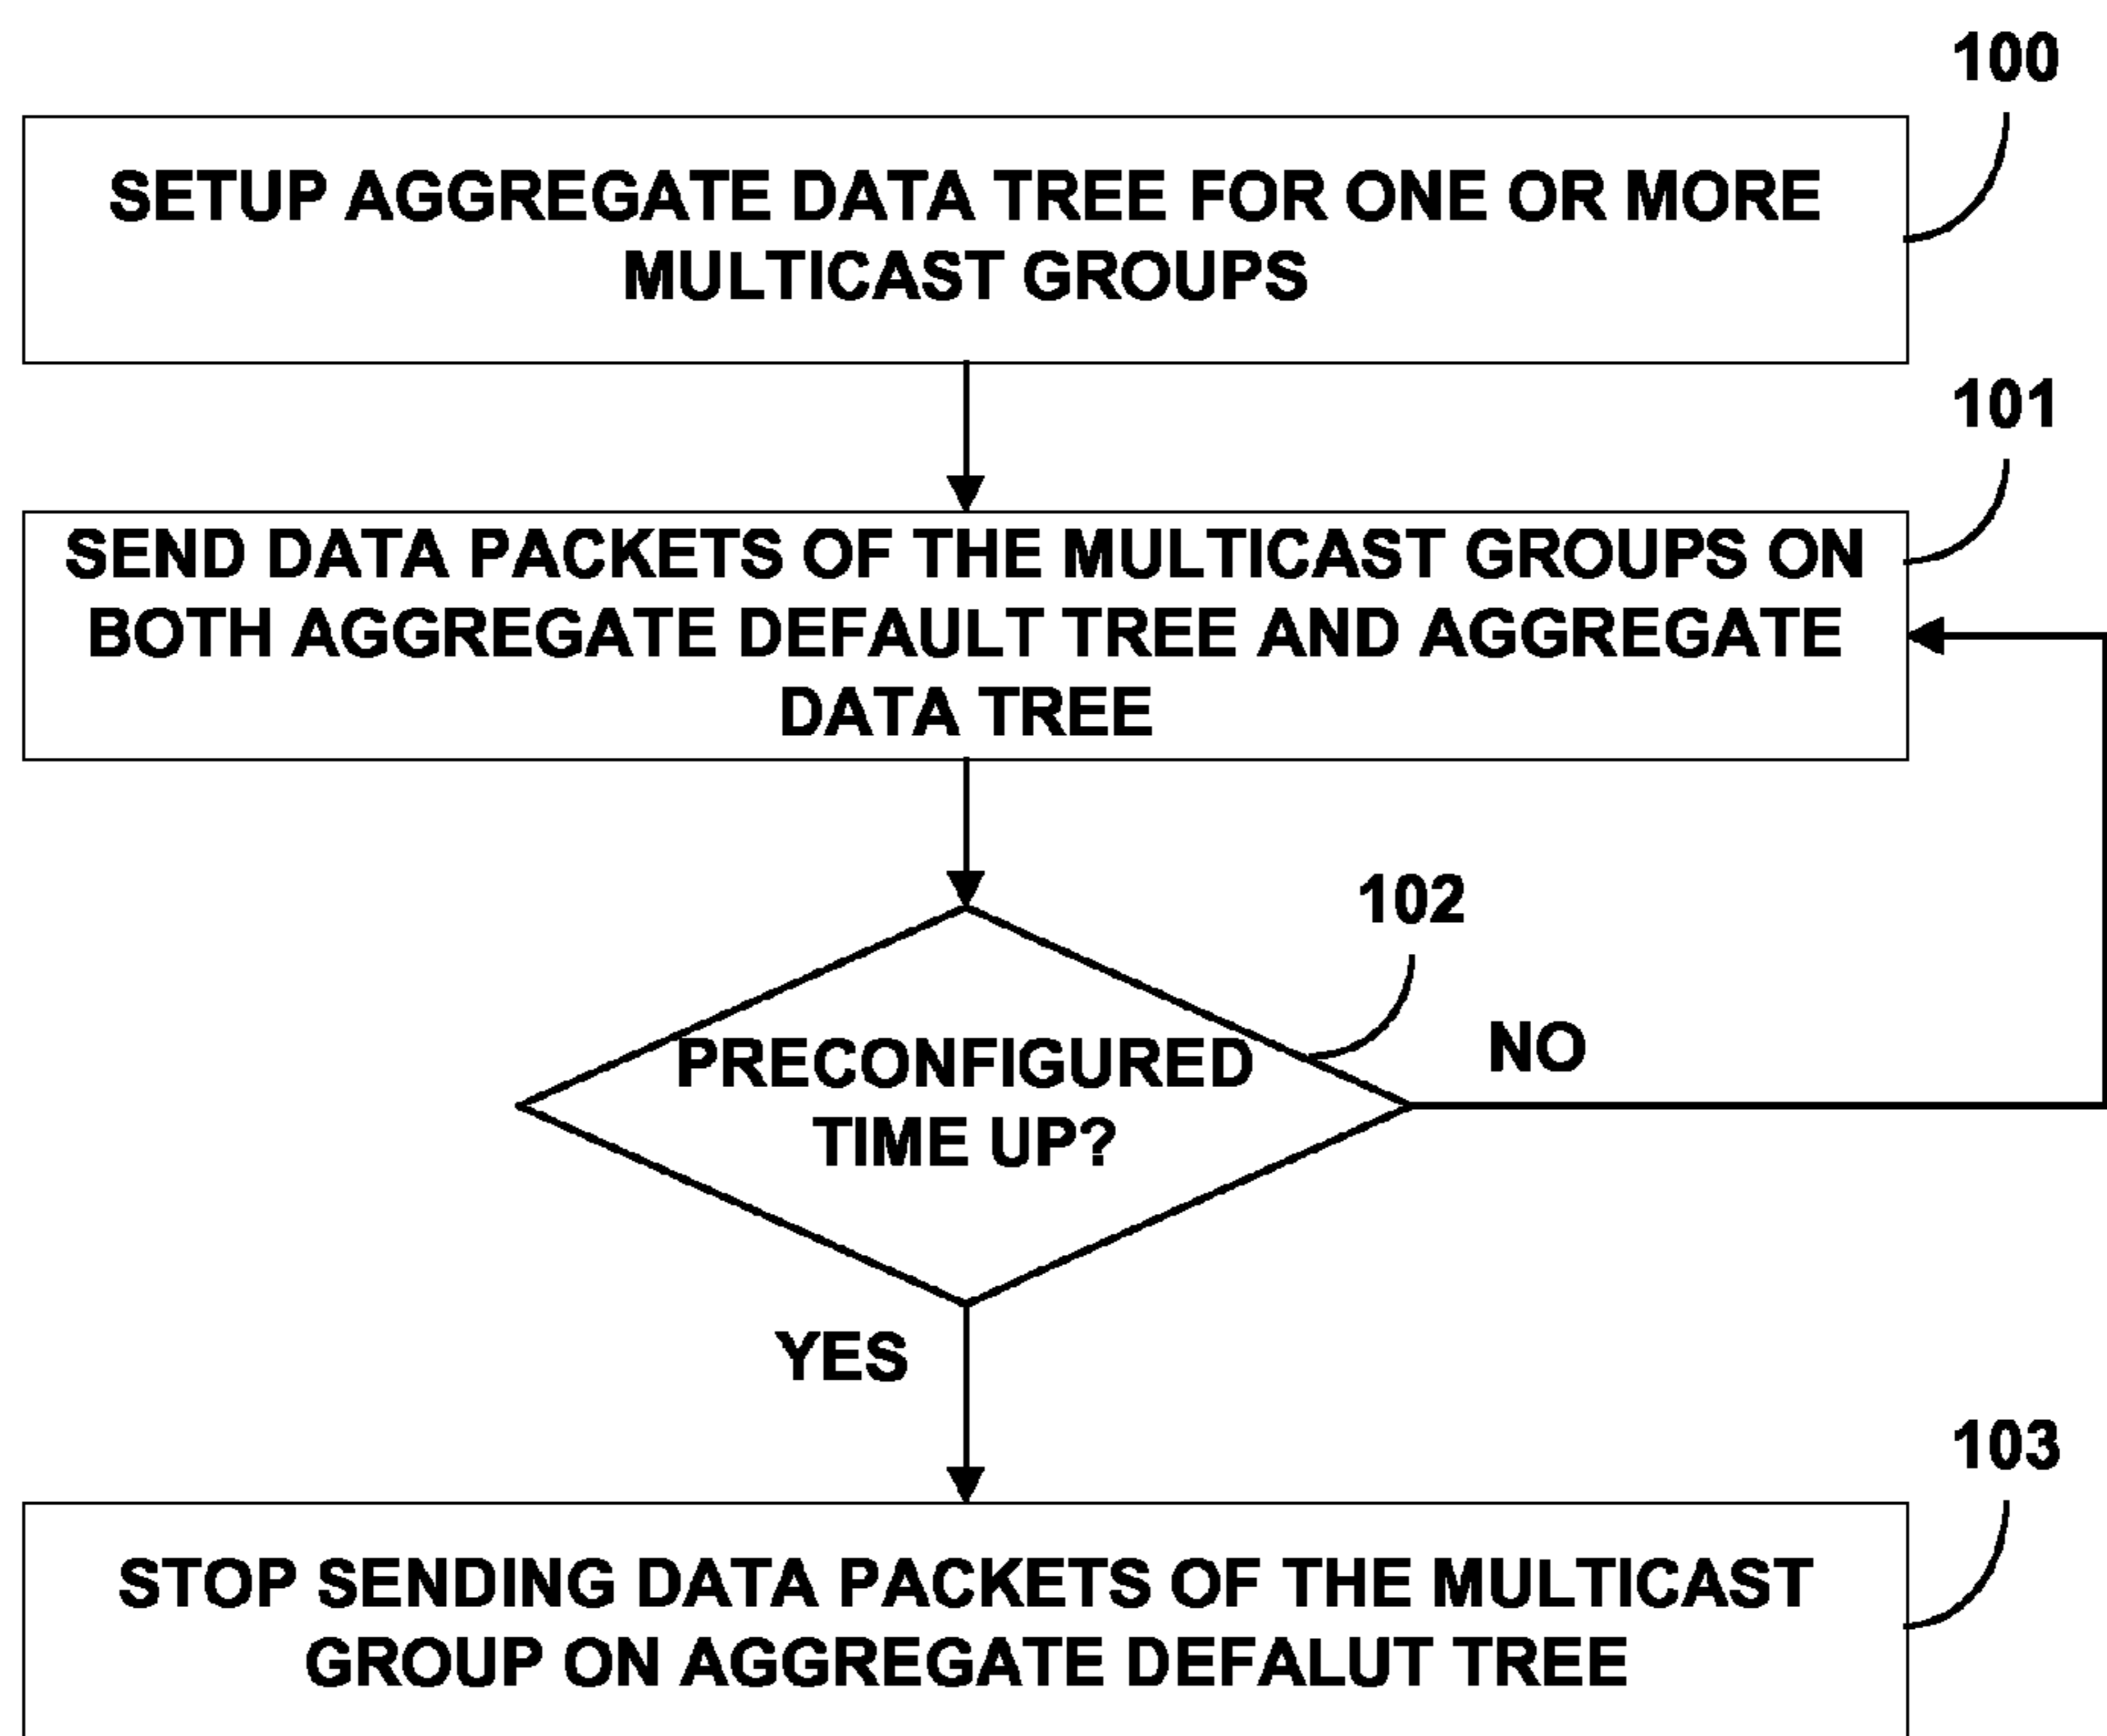 100
SETUP AGGREGATE DATA TREE FOR ONE OR MORE
MULTICAST GROUPS
101
SEND DATA PACKETS OF THE MULTICAST GROUPS ON
BOTH AGGREGATE DEFAULT TREE AND AGGREGATE
DATA TREE
102
PRECONFIGURED
TIME UP?
NO
YES
103
STOP SENDING DATA PACKETS OF THE MULTICAST
GROUP ON AGGREGATE DEFALUT TREE